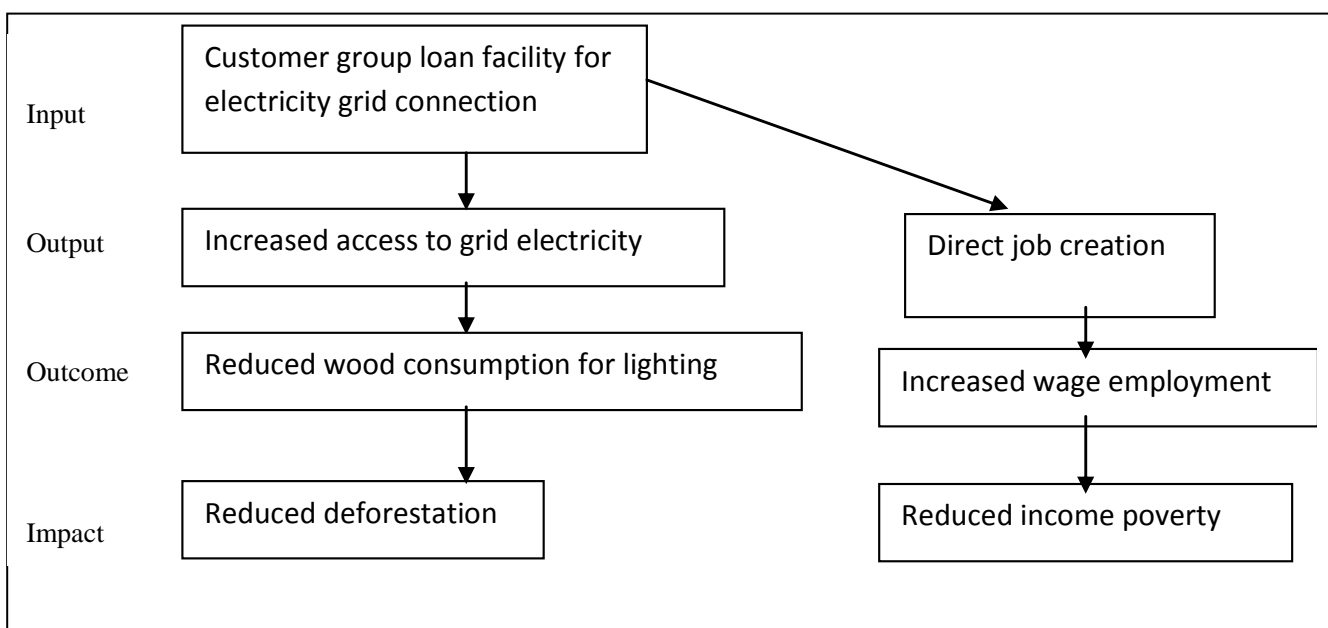 Input
Customer group loan facility for
electricity grid connection
Output
Increased access to grid electricity
Direct job creation
Outcome
Reduced wood consumption for lighting
Increased wage employment
Impact
Reduced deforestation
Reduced income poverty